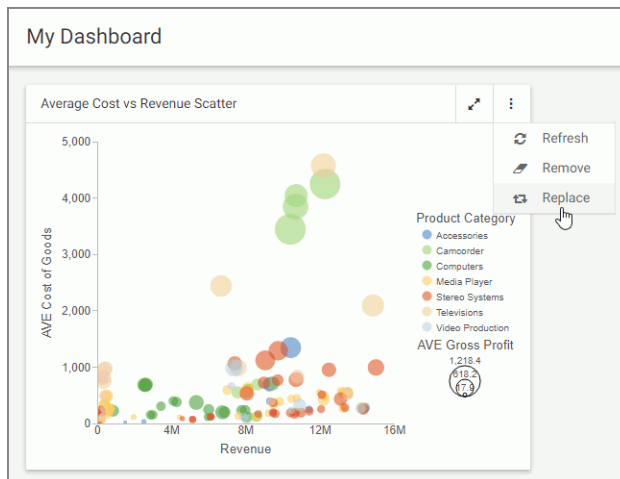 My Dashboard
Average Cost vs Revenue Scatter
Refresh
Remove
Replace
5,000
4,000
3,000
2,000
1,000
0
AVE Cost of Goods
0
4M
8M
12M
16M
Revenue
Product Category
Accessories
Camcorder
Computers
Media Player
Stereo Systems
Televisions
Video Production
AVE Gross Profit
1,218.4
618.2
17.9